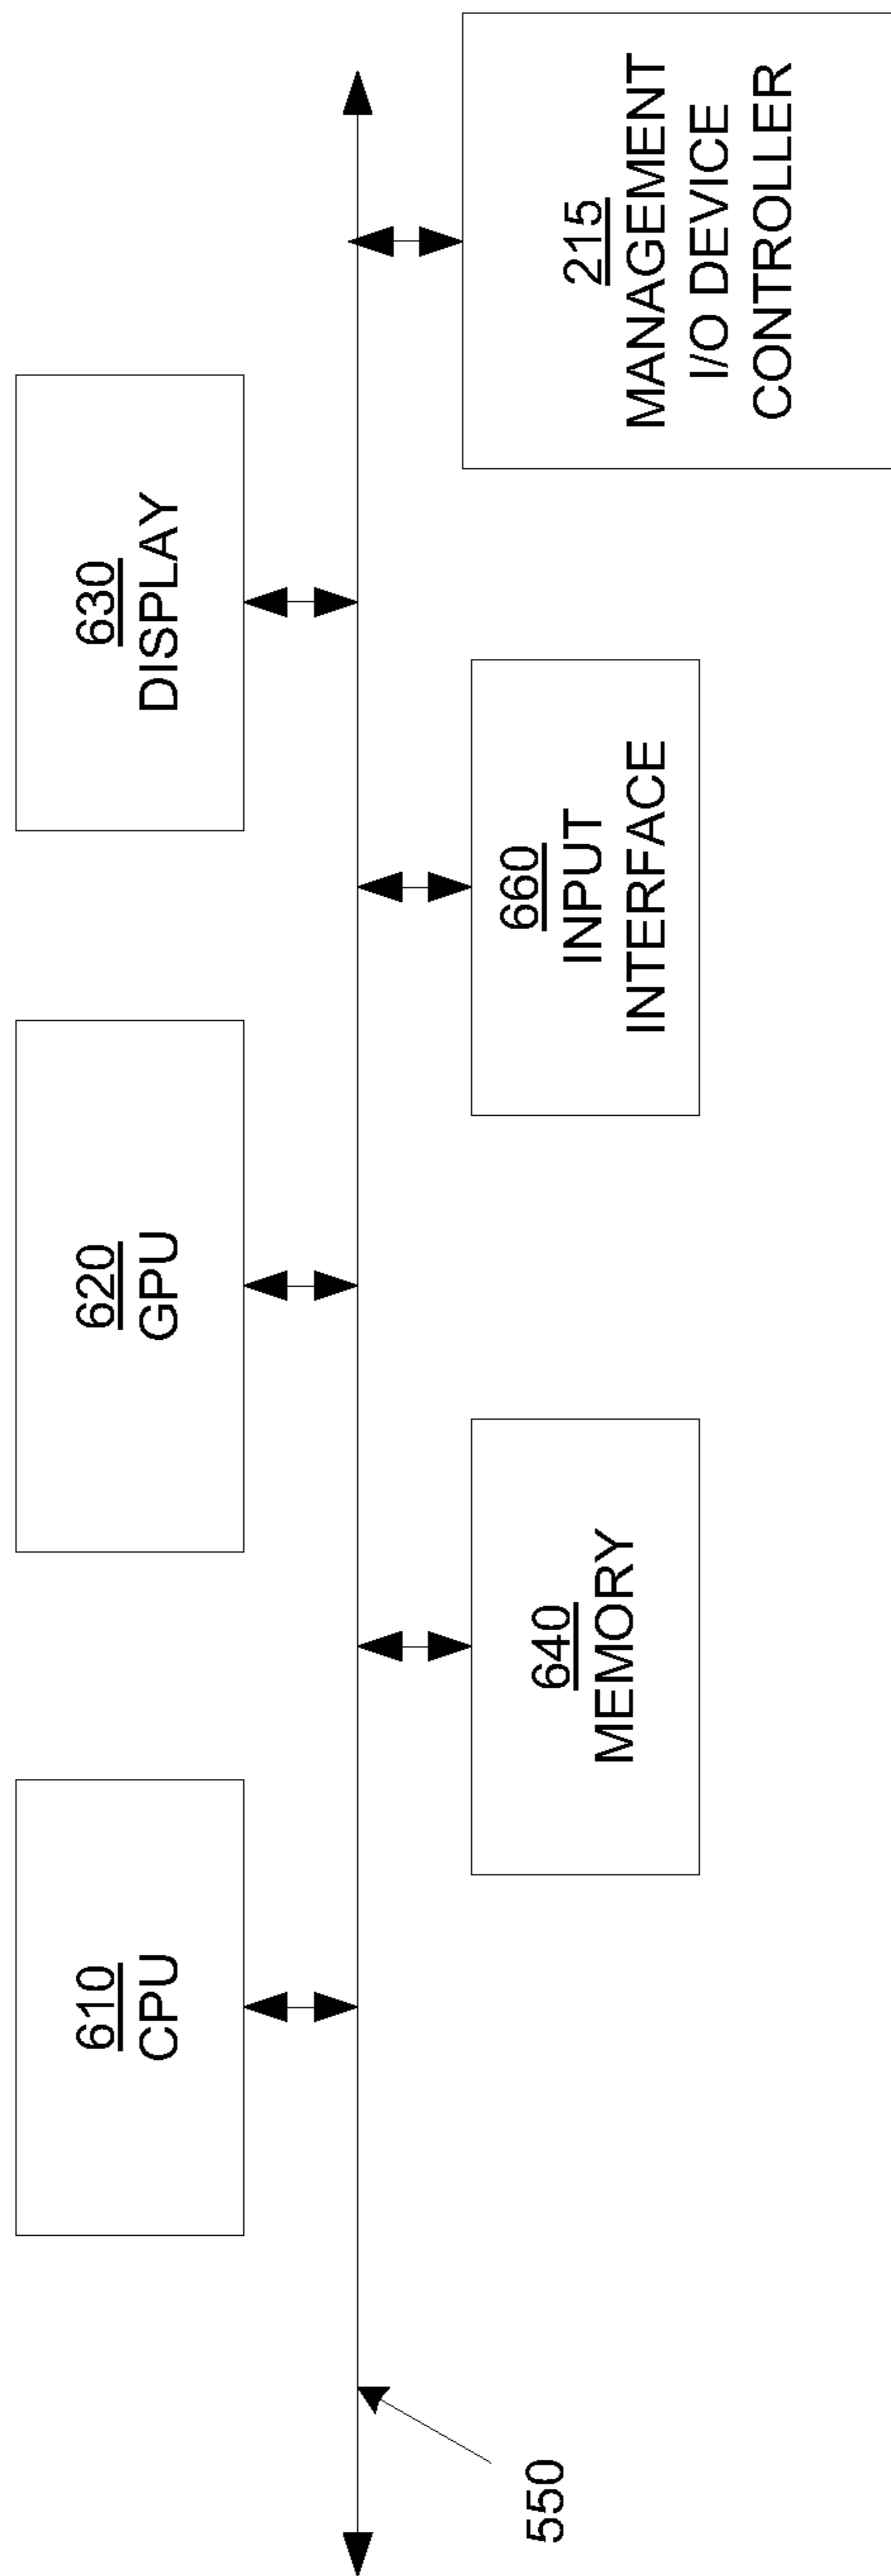 610
CPU
620
GPU
630
DISPLAY
640
MEMORY
660
INPUT
INTERFACE
215
MANAGEMENT
I/O DEVICE
CONTROLLER
550